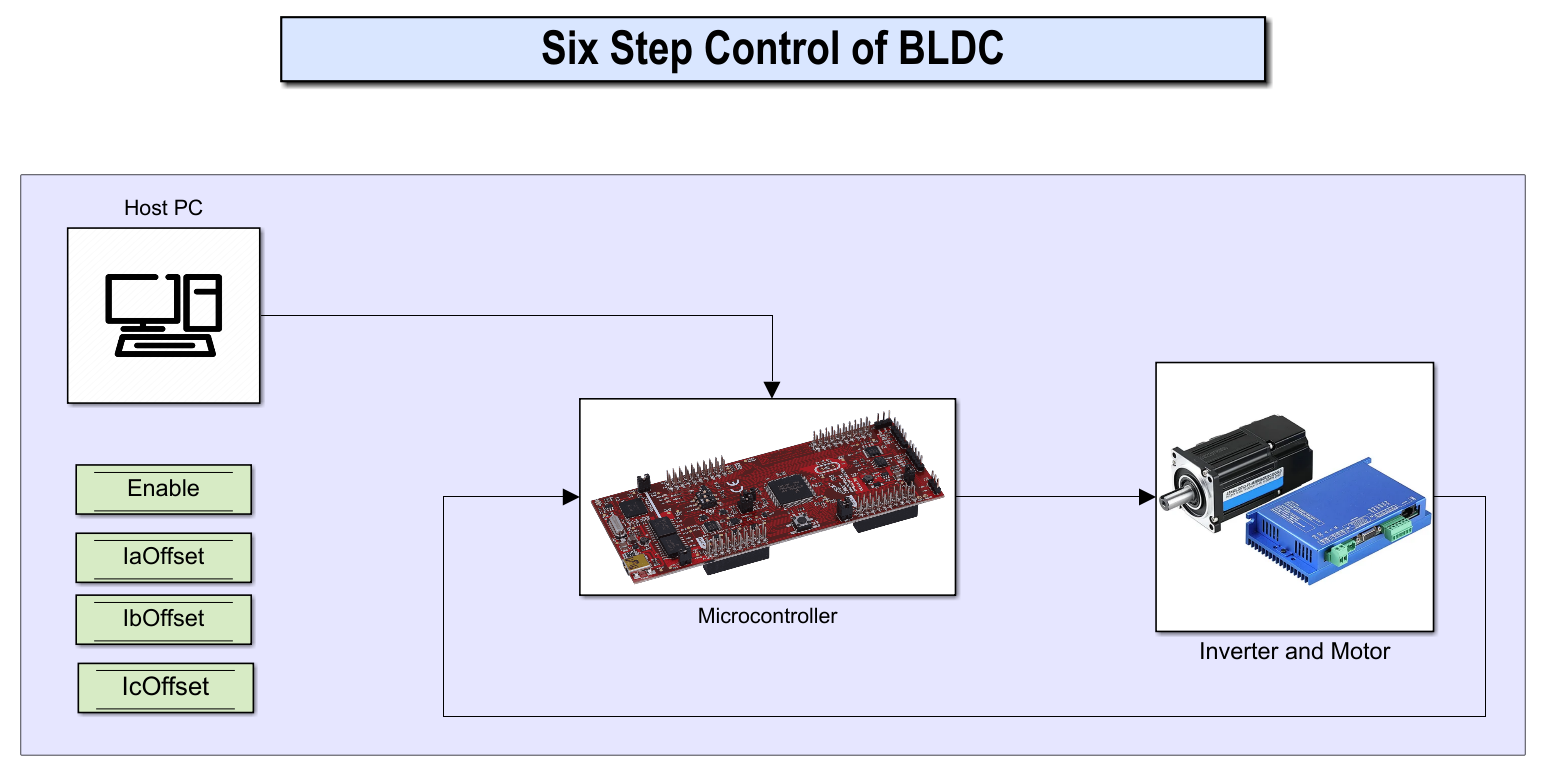 Six Step Control of BLDC
Host PC
Enable
IaOffset
IbOffset
IcOffset
Microcontroller
Inverter and Motor